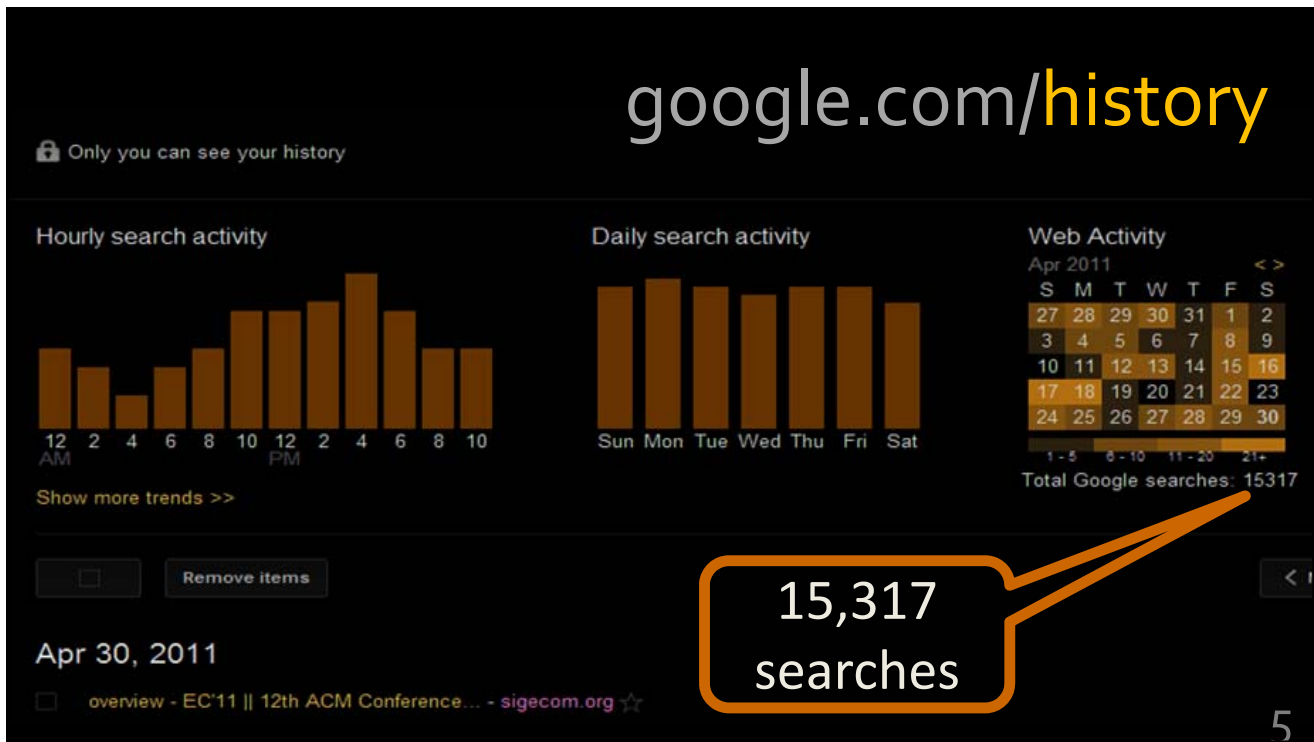 google.com/history
Only you can see your history
Hourly search activity
12 2 4 6 8 10 12 2 4 6 8 10
AM PM
Show more trends >>
Daily search activity
Sun Mon Tue Wed Thu Fri Sat
Web Activity
Apr 2011 < >
S M T W T F S
27 28 29 30 31 1 2
3 4 5 6 7 8 9
10 11 12 13 14 15 16
17 18 19 20 21 22 23
24 25 26 27 28 29 30
1 - 5 6 - 10 11 - 20 21+
Total Google searches: 15317
Remove items
<
15,317
searches
Apr 30, 2011
overview - EC'11 || 12th ACM Conference... - sigecom.org
5